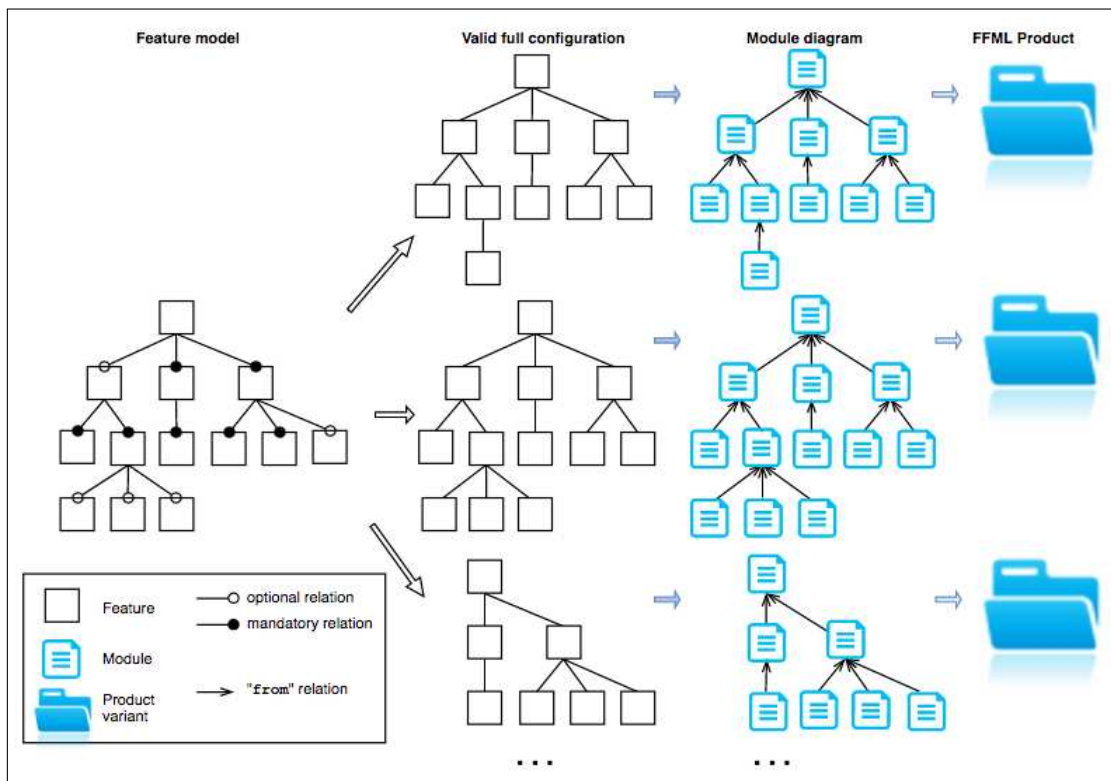 Feature model
Valid full configuration
Module diagram
FFML Product
Feature
optional relation
mandatory relation
Module
"from" relation
Product
variant
...
...